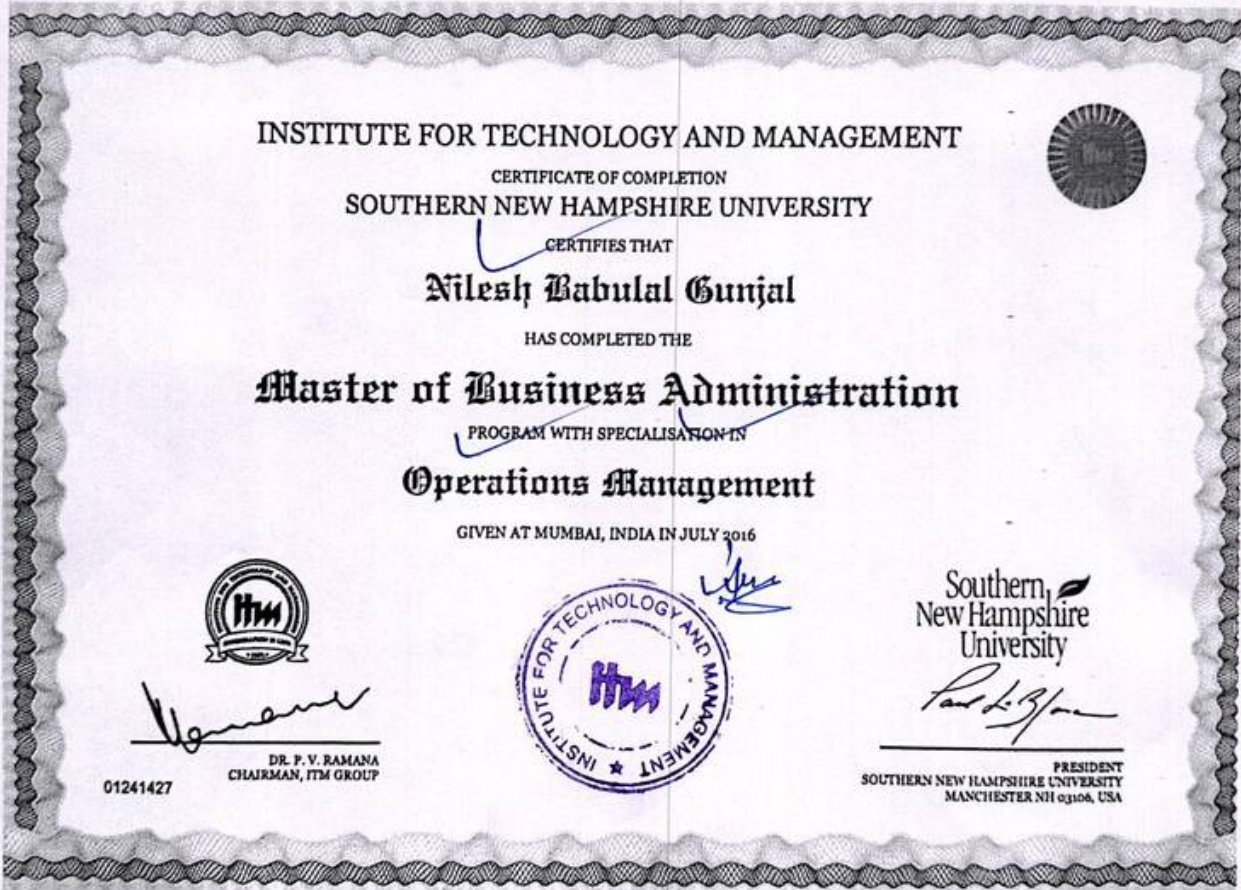 INSTITUTE FOR TECHNOLOGY AND MANAGEMENT
CERTIFICATE OF COMPLETION
SOUTHERN NEW HAMPSHIRE UNIVERSITY
CERTIFIES THAT
Nilesh Babulal Gunjal
HAS COMPLETED THE
Master of Business Administration
PROGRAM WITH SPECIALISATION IN
Operations Management
GIVEN AT MUMBAI, INDIA IN JULY 2016
itm
INSTITUTE FOR TECHNOLOGY AND MANAGEMENT
itm
Southern
New Hampshire
University
DR. P. V. RAMANA
CHAIRMAN, ITM GROUP
01241427
PRESIDENT
SOUTHERN NEW HAMPSHIRE UNIVERSITY
MANCHESTER NH 03106, USA